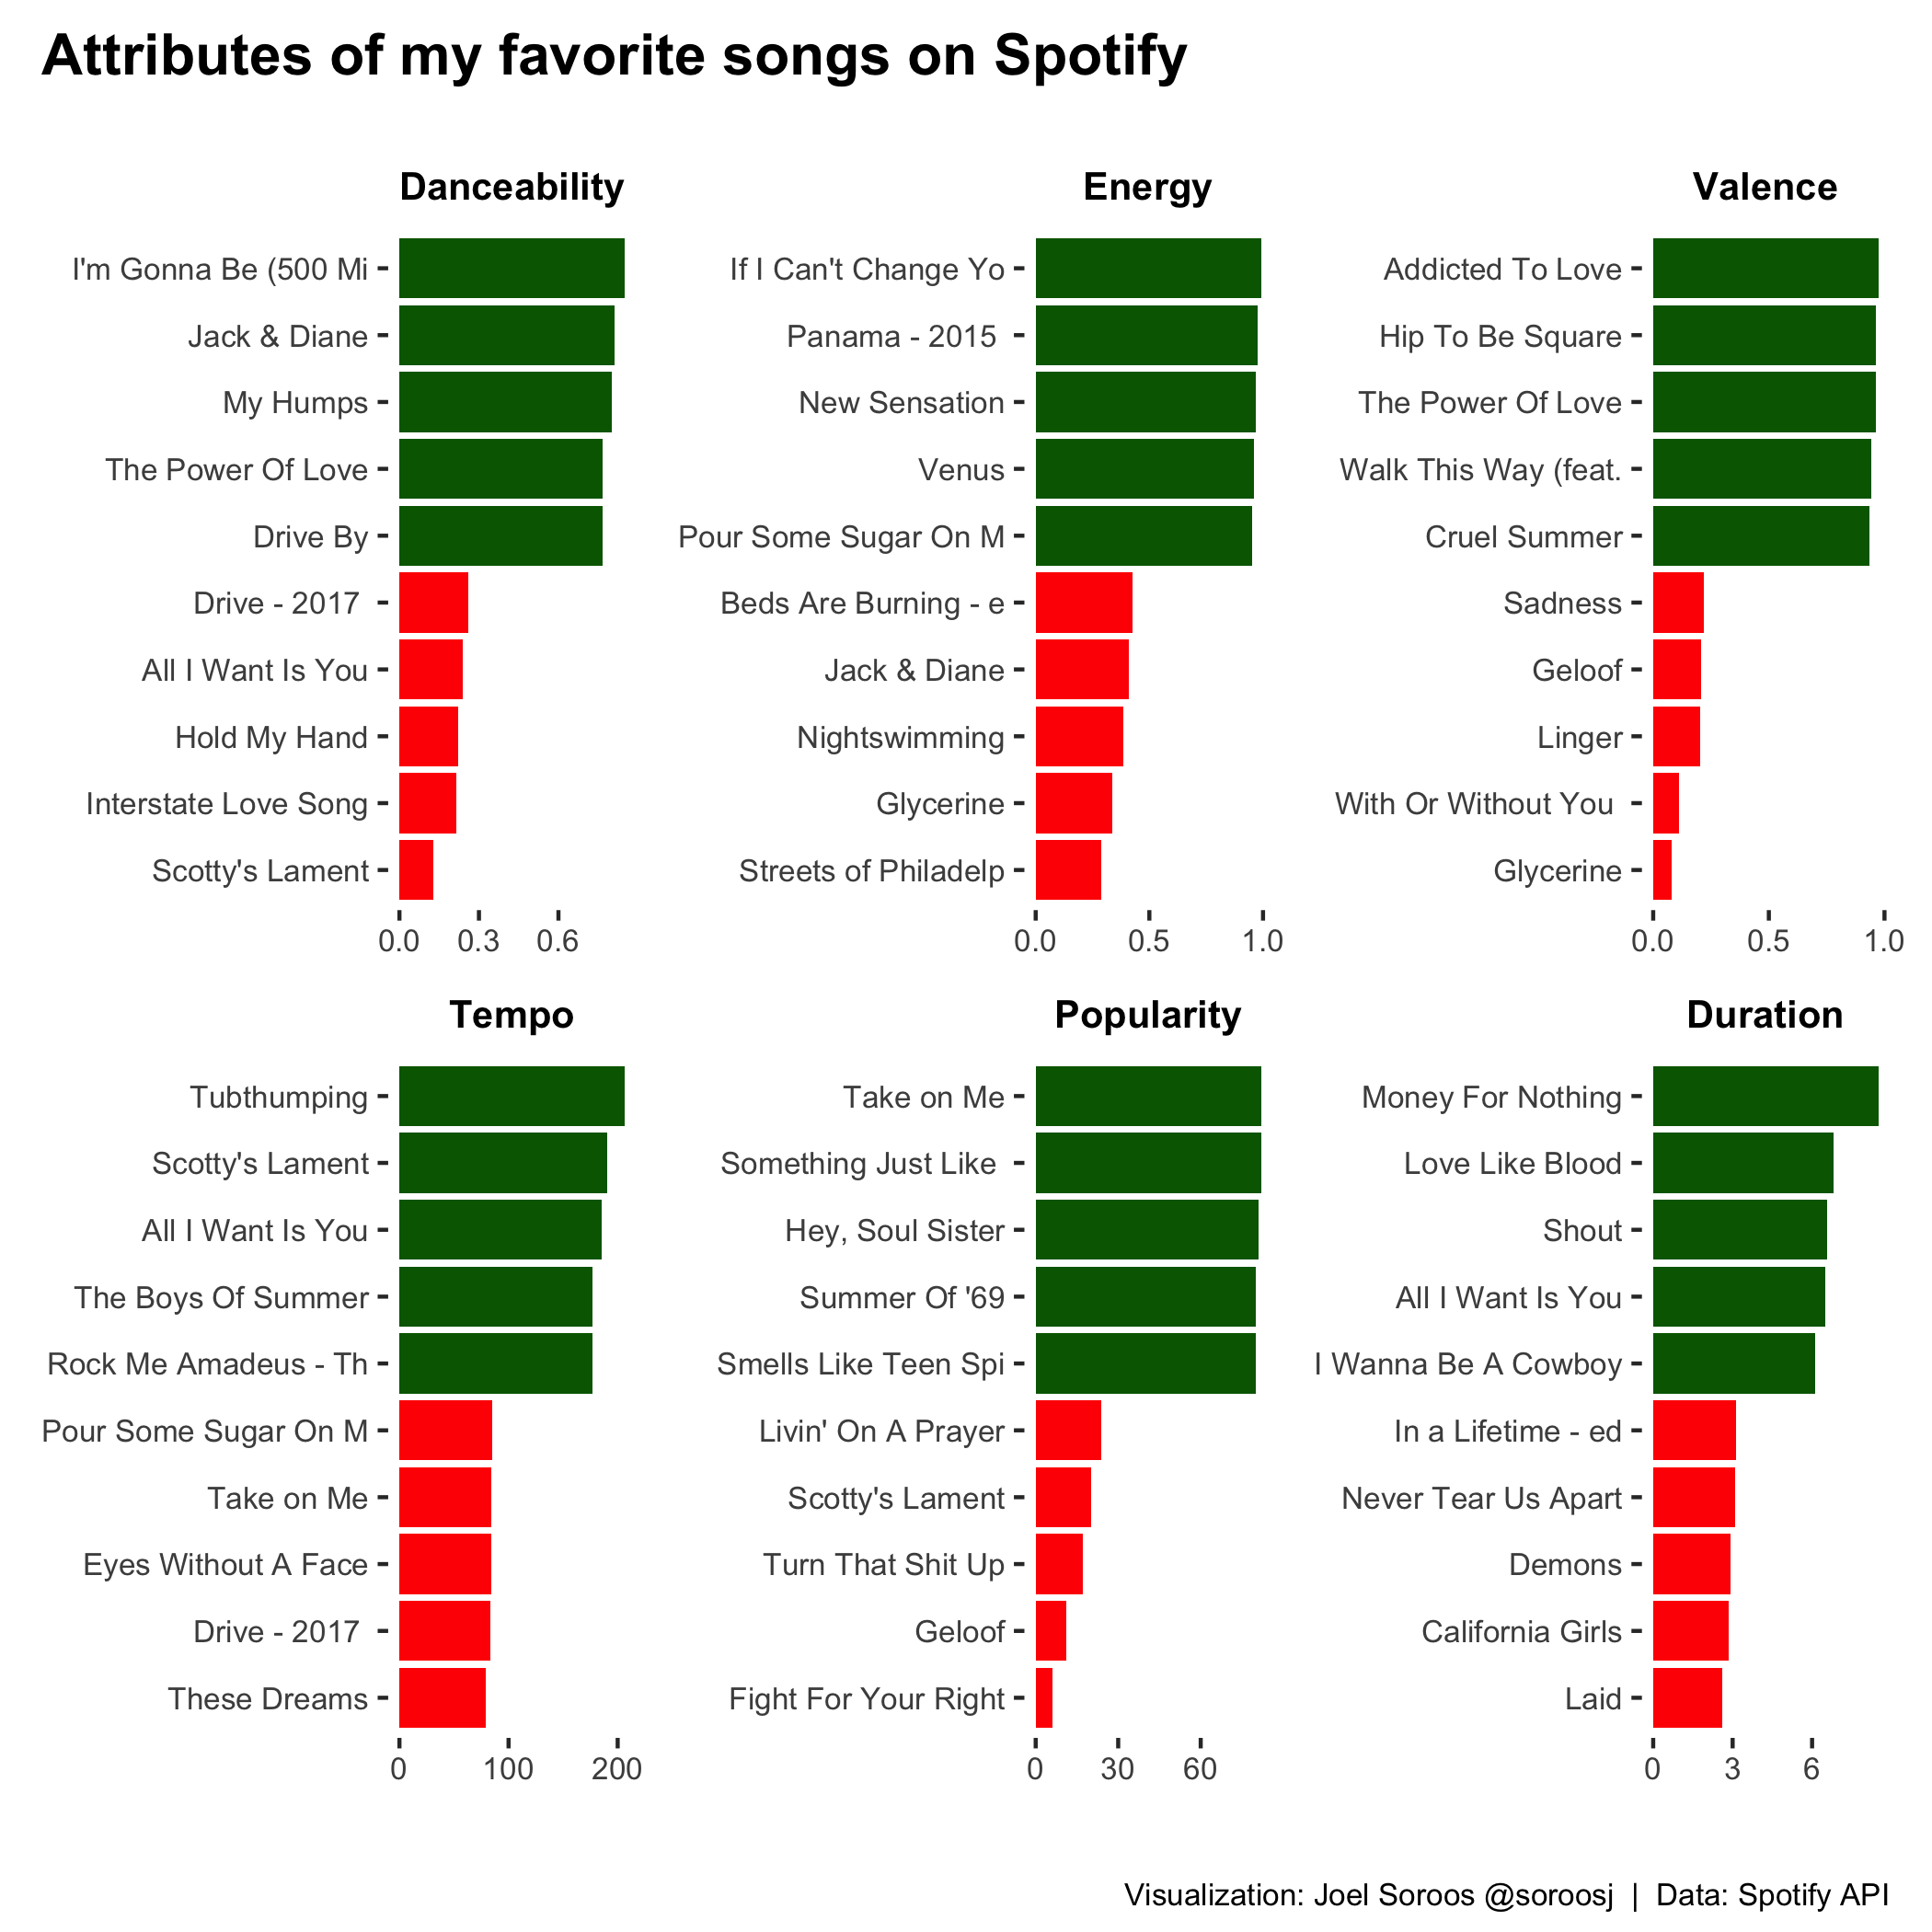 Attributes of my favorite songs on Spotify
Danceability
I'm Gonna Be (500 Mi
Jack & Diane
My Humps
The Power Of Love
Drive By
Drive - 2017
All I Want Is You
Hold My Hand
Interstate Love Song
Scotty's Lament
0.0 0.3 0.6
Energy
If I Can't Change Yo
Panama - 2015
New Sensation
Venus
Pour Some Sugar On M
Beds Are Burning - e
Jack & Diane
Nightswimming
Glycerine
Streets of Philadelp
0.0 0.5 1.0
Valence
Addicted To Love
Hip To Be Square
The Power Of Love
Walk This Way (feat.
Cruel Summer
Sadness
Geloof
Linger
With Or Without You
Glycerine
0.0 0.5 1.0
Tempo
Tubthumping
Scotty's Lament
All I Want Is You
The Boys Of Summer
Rock Me Amadeus - Th
Pour Some Sugar On M
Take on Me
Eyes Without A Face
Drive - 2017
These Dreams
0 100 200
Popularity
Take on Me
Something Just Like
Hey, Soul Sister
Summer Of '69
Smells Like Teen Spi
Livin' On A Prayer
Scotty's Lament
Turn That Shit Up
Geloof
Fight For Your Right
0 30 60
Duration
Money For Nothing
Love Like Blood
Shout
All I Want Is You
I Wanna Be A Cowboy
In a Lifetime - ed
Never Tear Us Apart
Demons
California Girls
Laid
0 3 6
Visualization: Joel Soroos @soroosj | Data: Spotify API